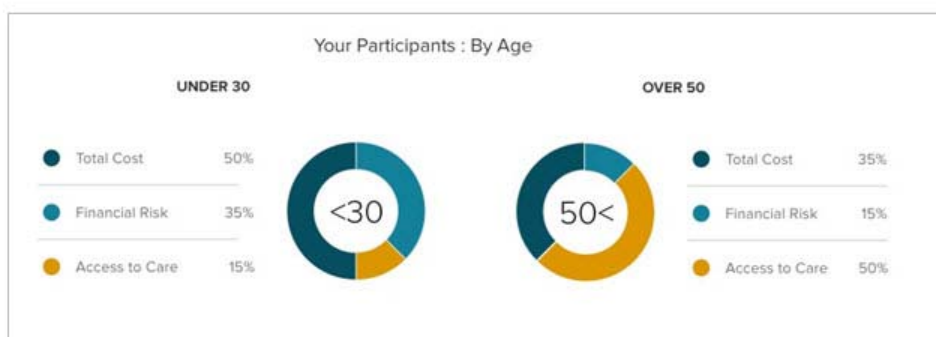 Your Participants : By Age
UNDER 30
Total Cost 50%
Financial Risk 35%
Access to Care 15%
<30
OVER 50
50<
Total Cost 35%
Financial Risk 15%
Access to Care 50%